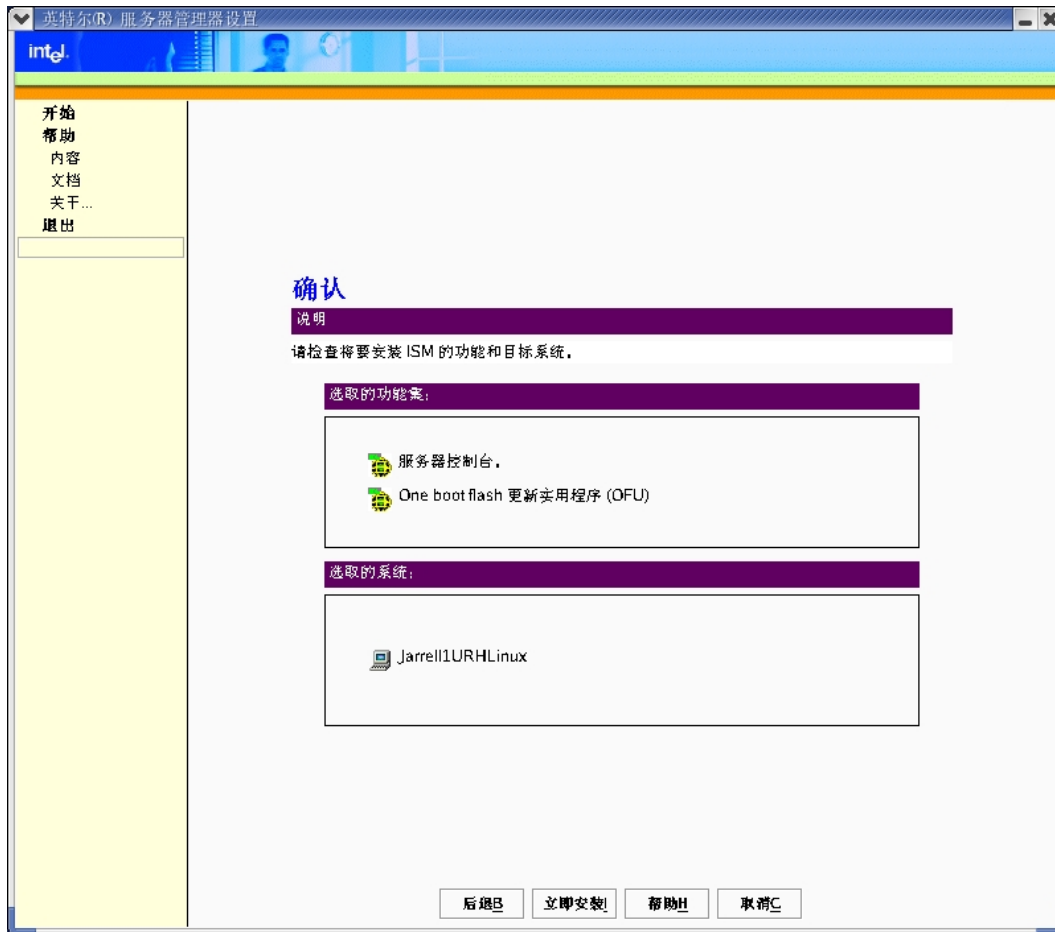 英特尔(R) 服务器管理器设置
intel.
开始
帮助
内容
文档
关于...
退出
确认
说明
请检查将要安装 ISM 的功能和目标系统.
选取的功能集:
服务器控制台.
One boot flash 更新实用程序 (OFU)
选取的系统:
Jarrell1URHLinux
后退B 立即安装I 帮助H 取消C